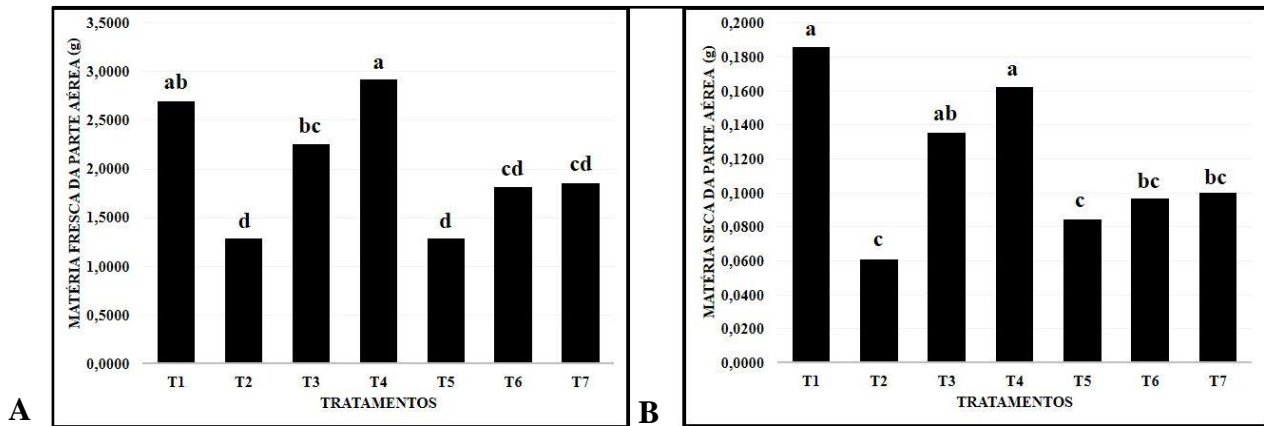 MATÉRIA FRESCA DA PARTE AÉREA (g)
3,5000
3,0000
2,5000
2,0000
1,5000
1,0000
0,5000
0,0000
ab
d
bc
a
d
cd
cd
T1 T2 T3 T4 T5 T6 T7
TRATAMENTOS
A
MATÉRIA SECA DA PARTE AÉREA (g)
0,2000
0,1800
0,1600
0,1400
0,1200
0,1000
0,0800
0,0600
0,0400
0,0200
0,0000
a
c
ab
a
c
bc
bc
T1 T2 T3 T4 T5 T6 T7
TRATAMENTOS
B